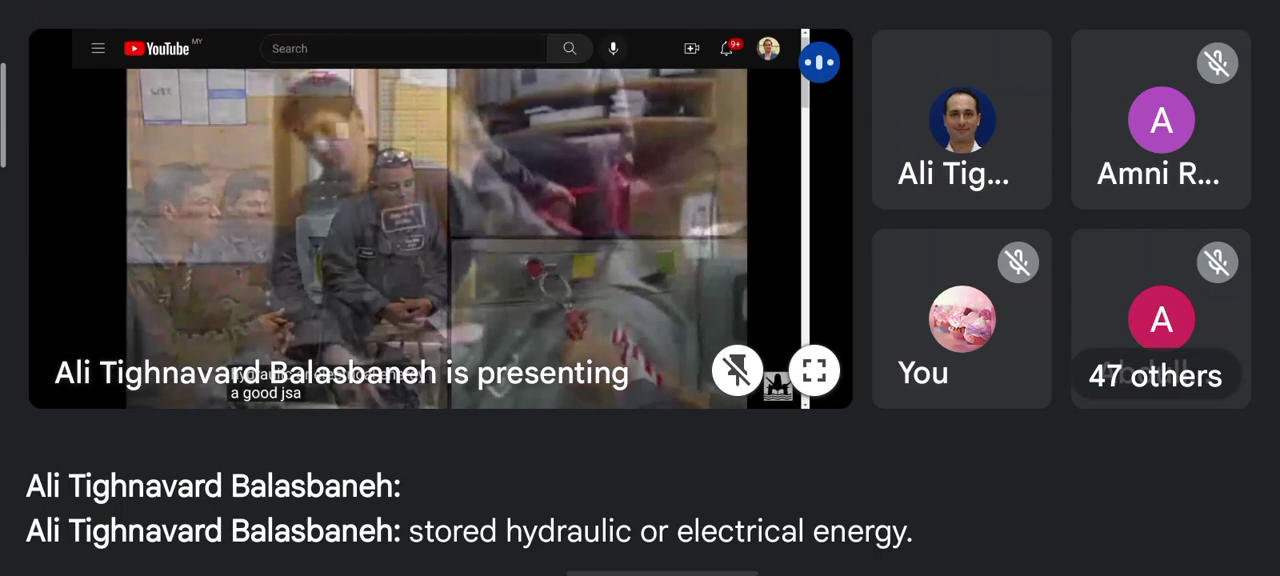 YouTube MY
Search
9+
Ali Tighnavard Balasbaneh is presenting
a good jsa
Ali Tig...
Amni R...
A
You
A
47 others
Ali Tighnavard Balasbaneh:
Ali Tighnavard Balasbaneh: stored hydraulic or electrical energy.